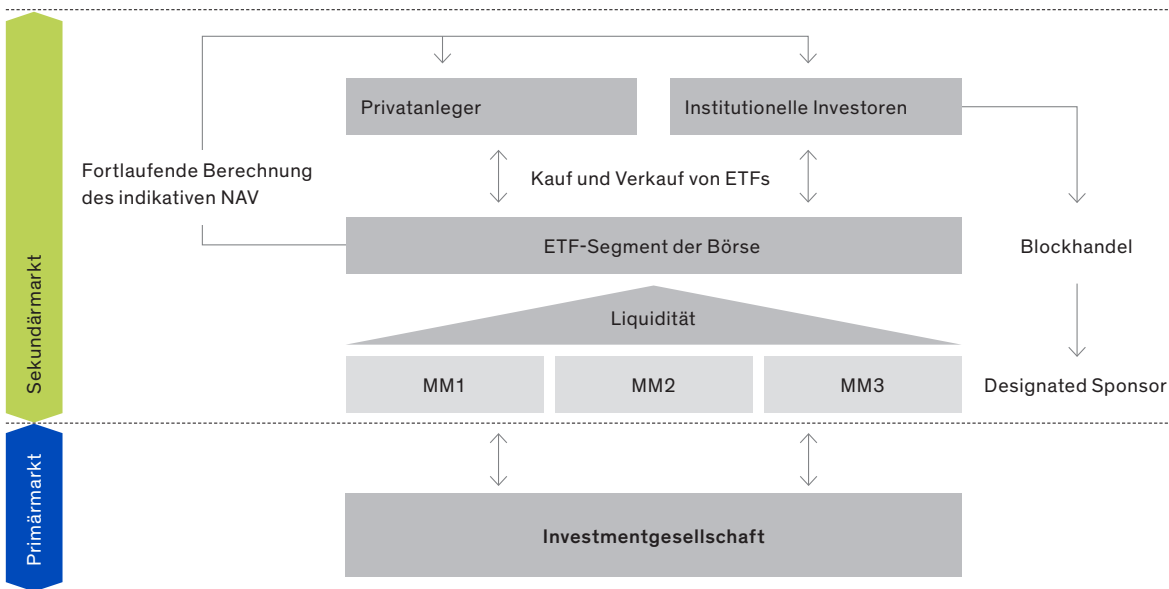 Privatanleger
Institutionelle Investoren
Fortlaufende Berechnung
des indikativen NAV
Kauf und Verkauf von ETFs
ETF-Segment der Börse
Blockhandel
Liquidität
MM1
MM2
MM3
Designated Sponsor
Sekundärmarkt
Investmentgesellschaft
Primärmarkt